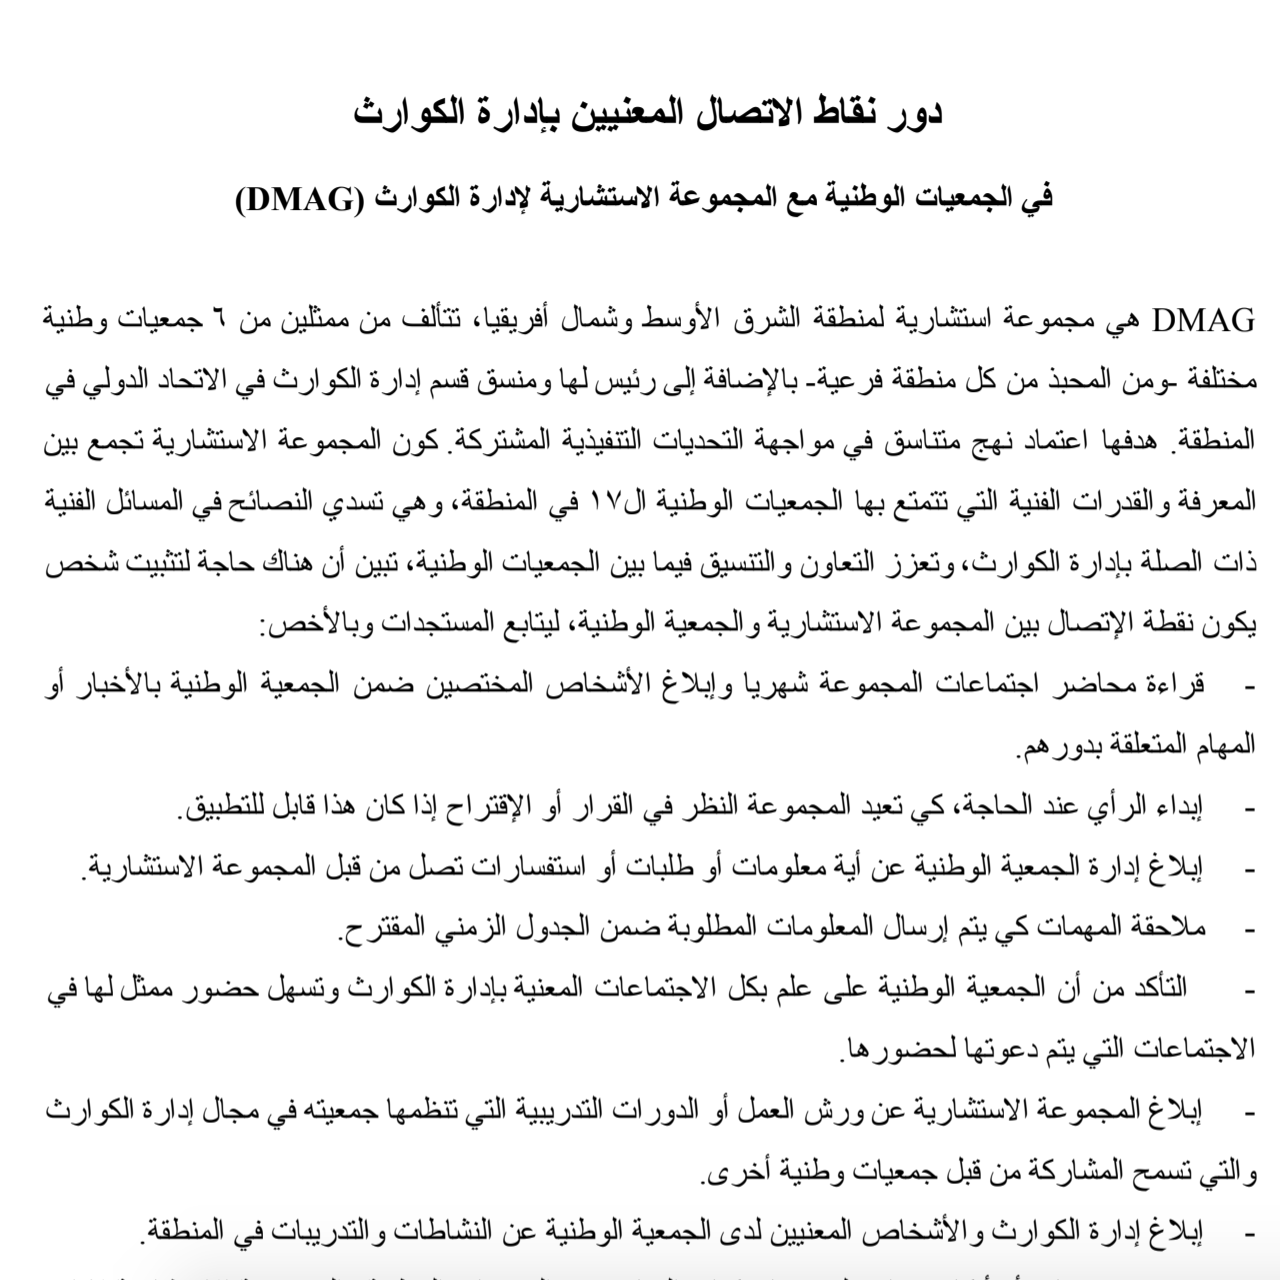 دور نقاط الاتصال المعنيين بإدارة الكوارث
في الجمعيات الوطنية مع المجموعة الاستشارية لإدارة الكوارث (DMAG)
DMAG هي مجموعة استشارية لمنطقة الشرق الأوسط وشمال أفريقيا، تتألف من ممثلين من ٦ جمعيات وطنية
مختلفة -ومن المحبذ من كل منطقة فرعية- بالإضافة إلى رئيس لها ومنسق قسم إدارة الكوارث في الاتحاد الدولي في
المنطقة. هدفها اعتماد نهج متناسق في مواجهة التحديات التنفيذية المشتركة. كون المجموعة الاستشارية تجمع بين
المعرفة والقدرات الفنية التي تتمتع بها الجمعيات الوطنية ال١٧ في المنطقة، وهي تسدي النصائح في المسائل الفنية
ذات الصلة بإدارة الكوارث، وتعزز التعاون والتنسيق فيما بين الجمعيات الوطنية، تبين أن هناك حاجة لتثبيت شخص
يكون نقطة الإتصال بين المجموعة الاستشارية والجمعية الوطنية، ليتابع المستجدات وبالأخص:
- قراءة محاضر اجتماعات المجموعة شهريا وإبلاغ الأشخاص المختصين ضمن الجمعية الوطنية بالأخبار أو
المهام المتعلقة بدورهم.
- إبداء الرأي عند الحاجة، كي تعيد المجموعة النظر في القرار أو الإقتراح إذا كان هذا قابل للتطبيق.
- إبلاغ إدارة الجمعية الوطنية عن أية معلومات أو طلبات أو استفسارات تصل من قبل المجموعة الاستشارية.
- ملاحقة المهمات كي يتم إرسال المعلومات المطلوبة ضمن الجدول الزمني المقترح.
- التأكد من أن الجمعية الوطنية على علم بكل الاجتماعات المعنية بإدارة الكوارث وتسهل حضور ممثل لها في
الاجتماعات التي يتم دعوتها لحضورها.
- إبلاغ المجموعة الاستشارية عن ورش العمل أو الدورات التدريبية التي تنظمها جمعيته في مجال إدارة الكوارث
والتي تسمح المشاركة من قبل جمعيات وطنية أخرى.
- إبلاغ إدارة الكوارث والأشخاص المعنيين لدى الجمعية الوطنية عن النشاطات والتدريبات في المنطقة.